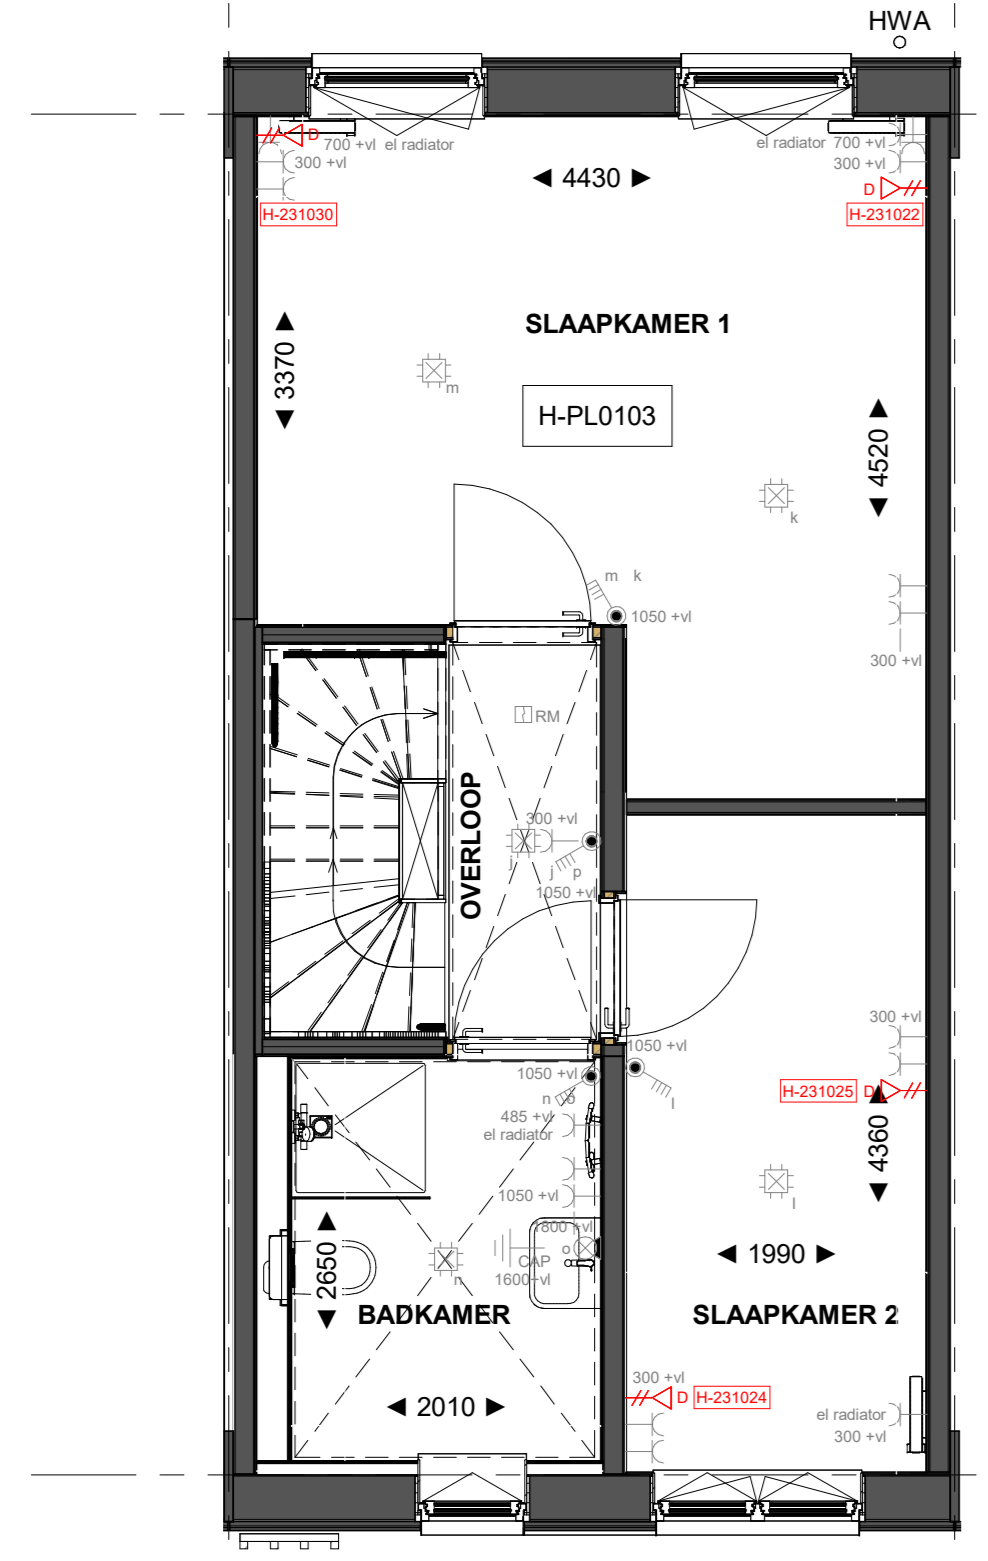 HWA
D
700 +vl el radiator
300 +vl
H-231030
el radiator 700 +vl
300 +vl
D
H-231022
4430
SLAAPKAMER 1
3370
m
H-PL0103
4520
k
m k
1050 +vl
300 +vl
RM
OVERLOOP
300 +vl
j
j p
1050 +vl
300 +vl
1050 +vl
1050 +vl
n o
l
H-231025 D
485 +vl
el radiator
4360
1050 +vl
l
1800 +vl
o
CAP
1600+vl
n
2650
1990
BADKAMER
SLAAPKAMER 2
300 +vl
D H-231024
2010
el radiator
300 +vl